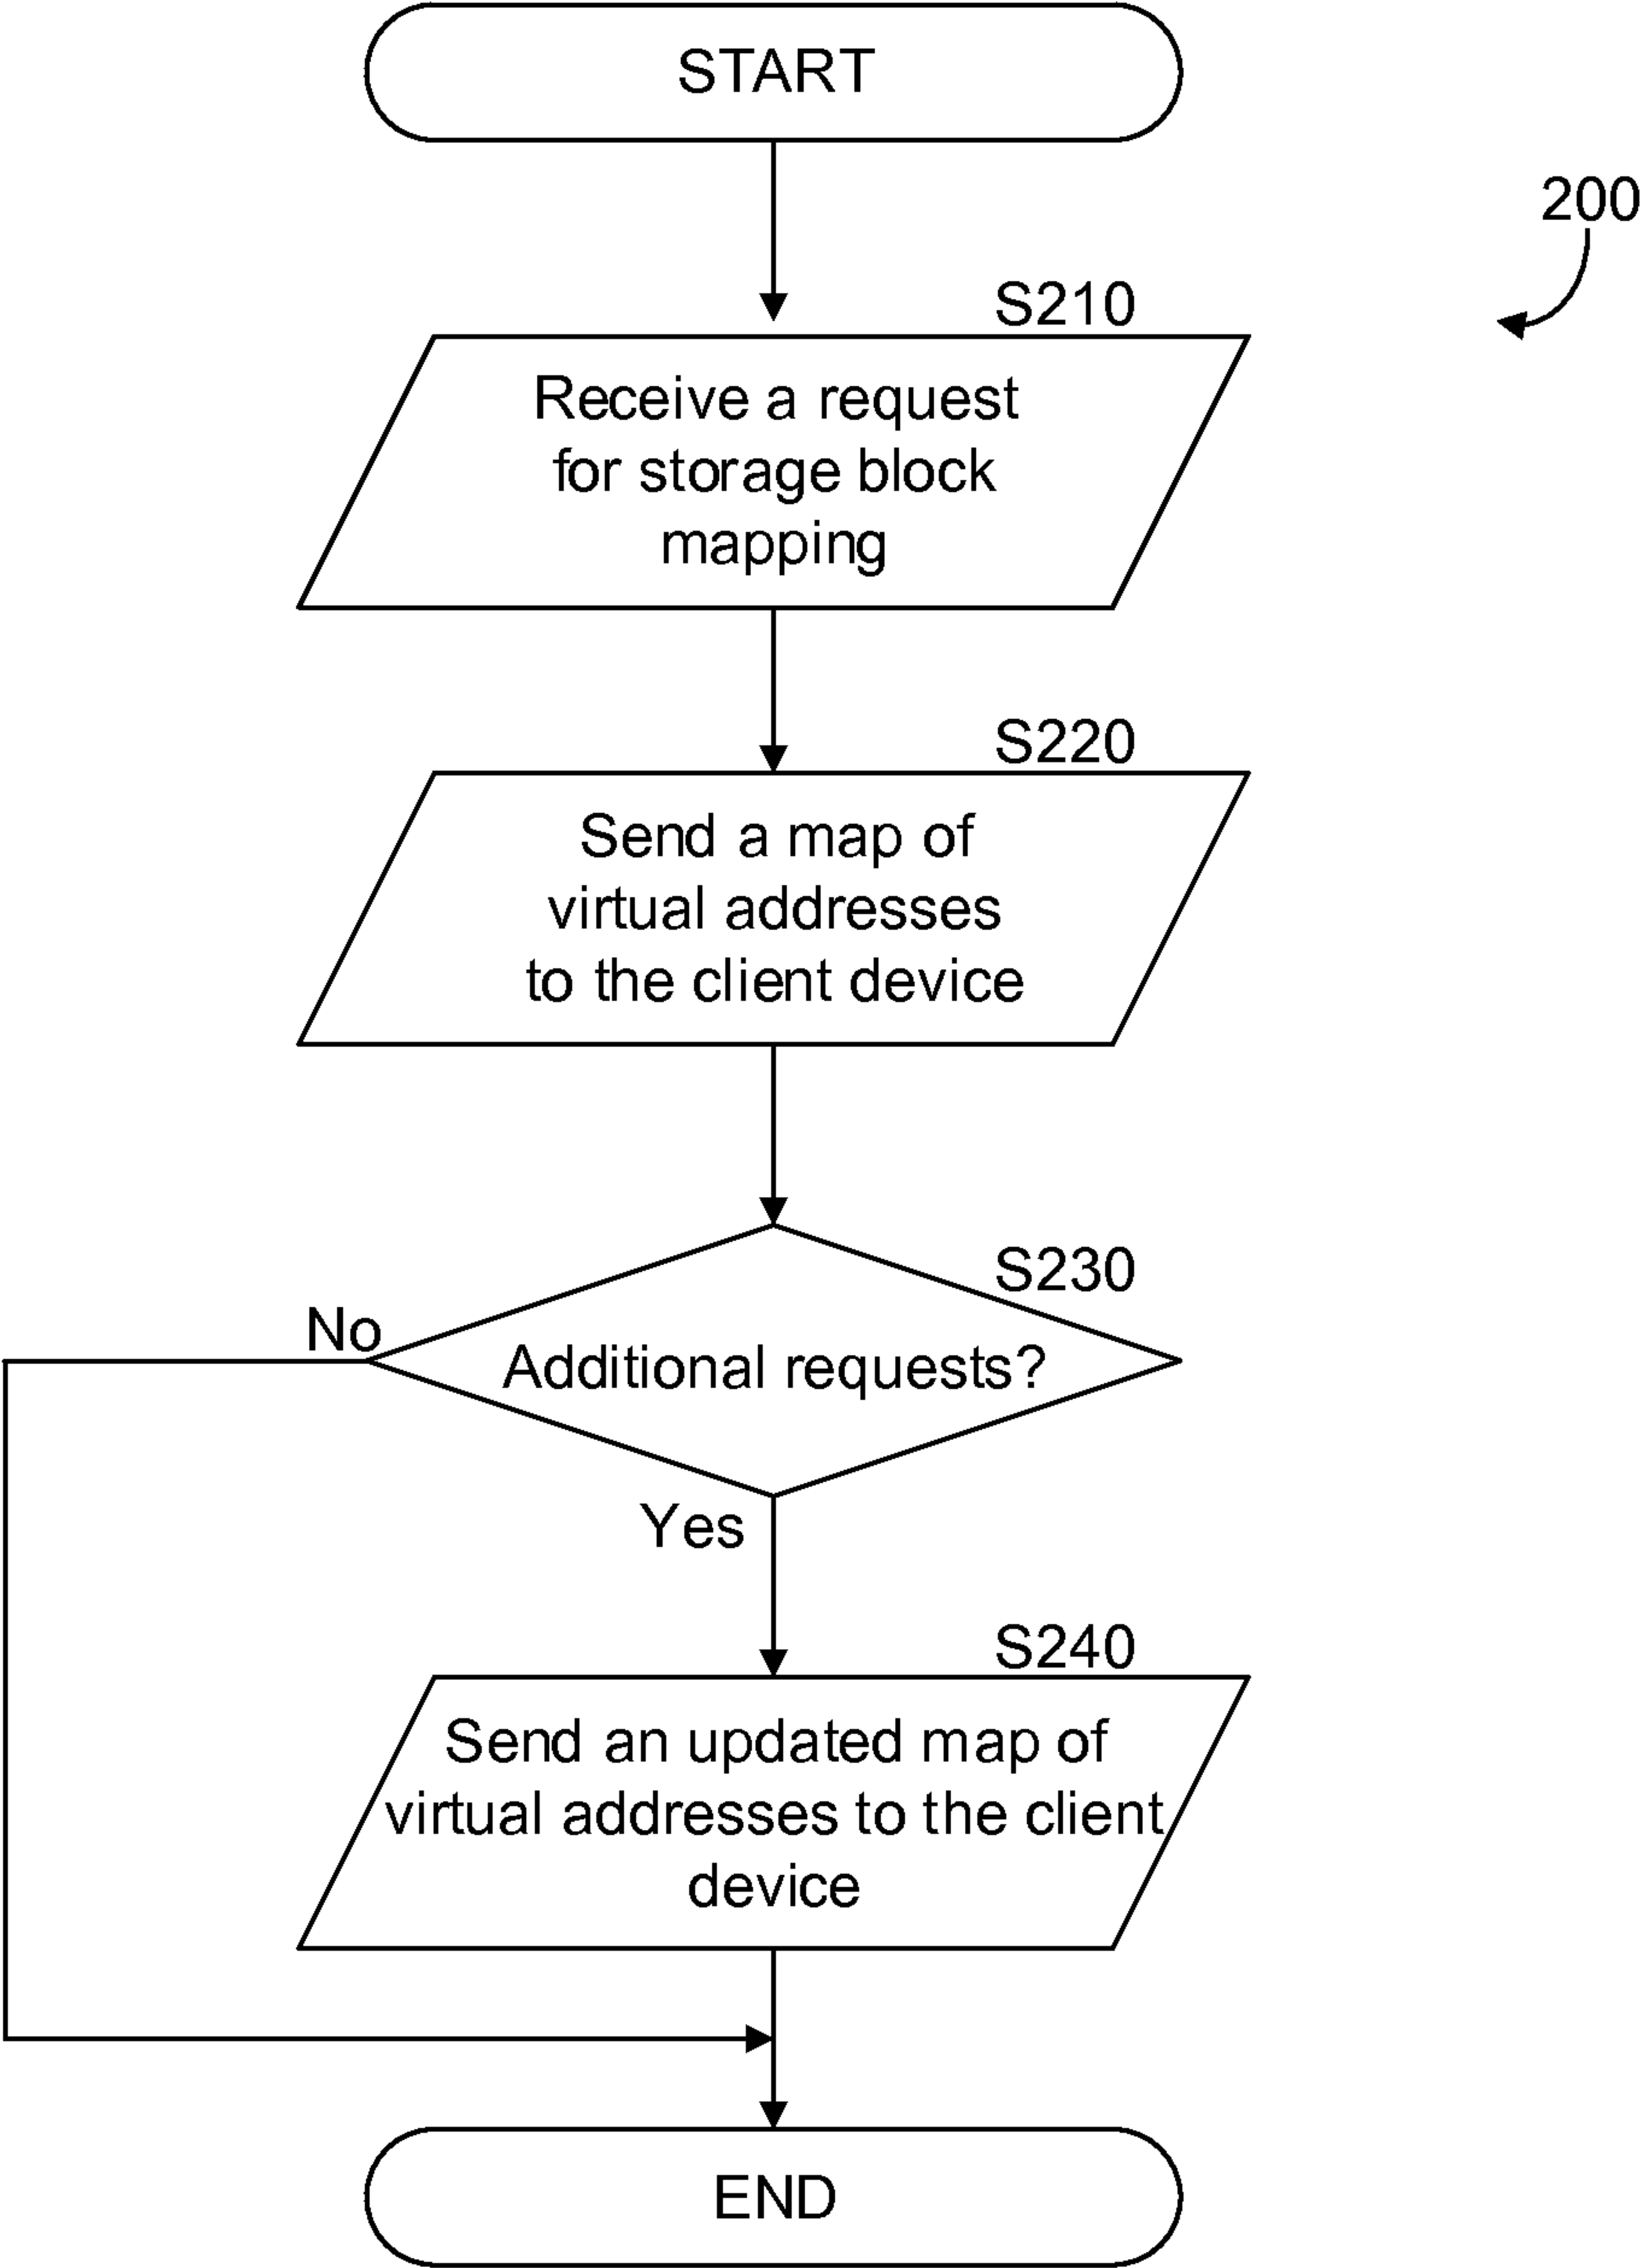 START
200
S210
Receive a request
for storage block
mapping
S220
Send a map of
virtual addresses
to the client device
S230
No
Additional requests?
Yes
S240
Send an updated map of
virtual addresses to the client
device
END